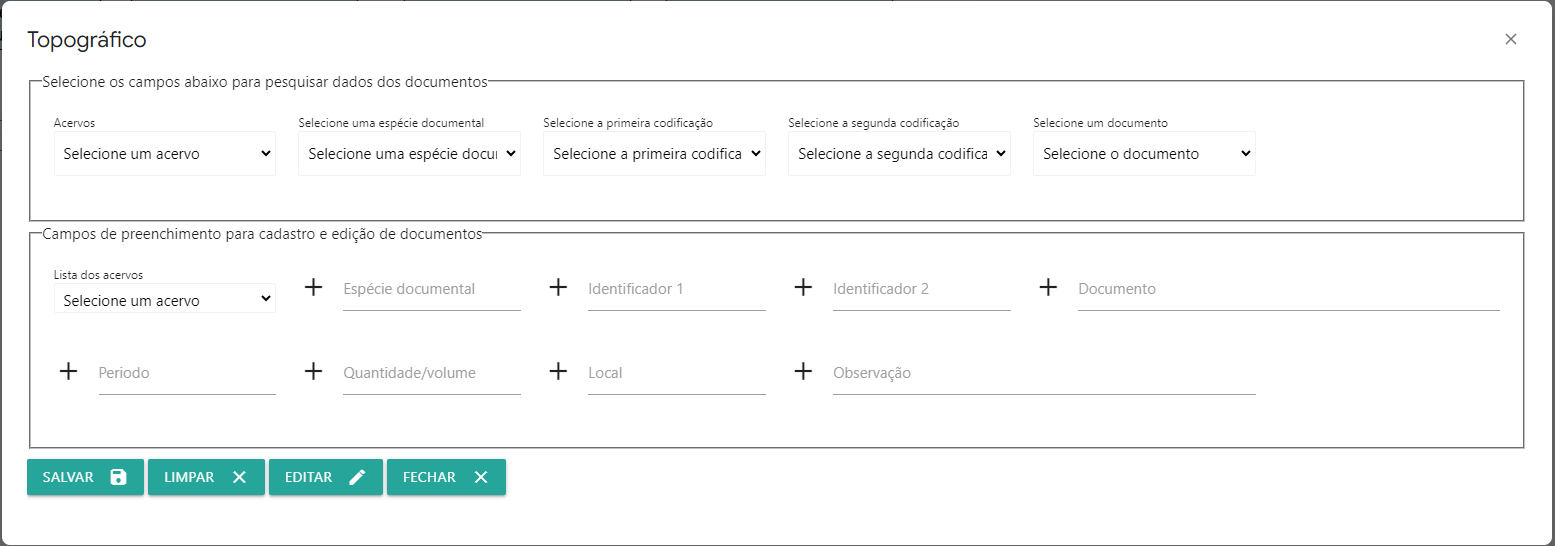 Topográfico
Selecione os campos abaixo para pesquisar dados dos documentos
Acervos Selecione uma espécie documental Selecione a primeira codificação Selecione a segunda codificação Selecione um documento
Selecione um acervo Selecione uma espécie docu Selecione a primeira codifica Selecione a segunda codifica Selecione o documento
Campos de preenchimento para cadastro e edição de documentos
Lista dos acervos
Selecione um acervo Espécie documental Identificador 1 Identificador 2 Documento
Periodo Quantidade/volume Local Observação
SALVAR LIMPAR EDITAR FECHAR